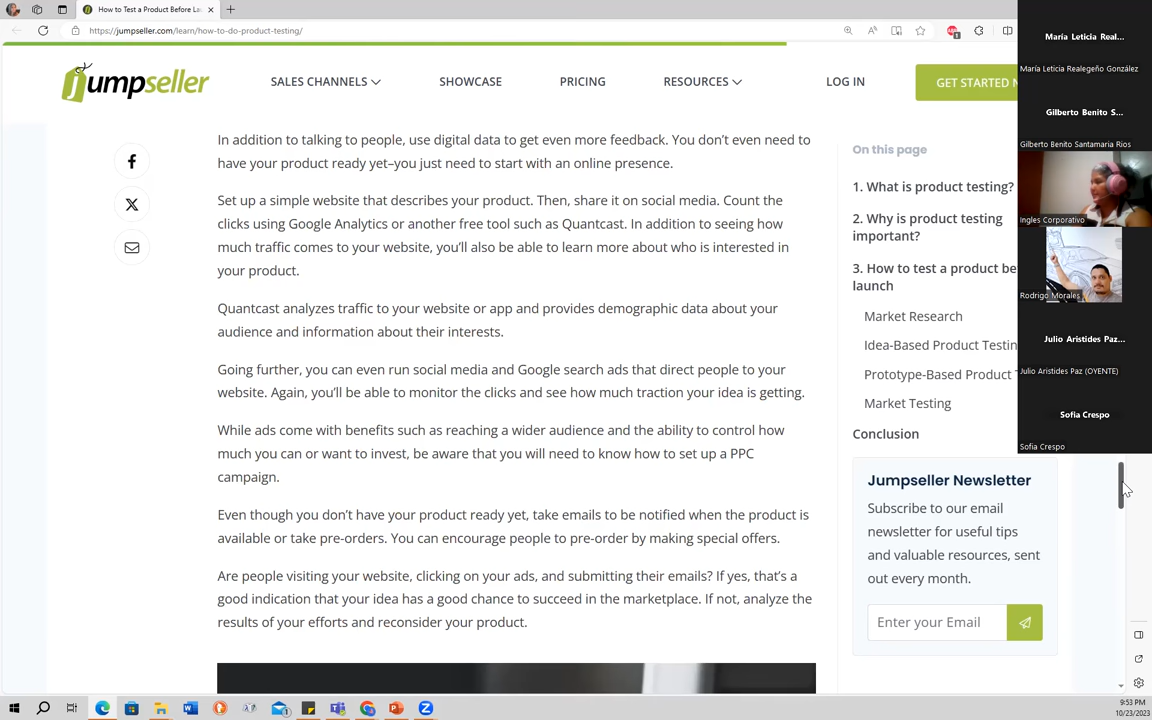 How to Test a Product Before La
https://jumpseller.com/learn/how-to-do-product-testing/
jumpseller
SALES CHANNELS
SHOWCASE
PRICING
RESOURCES
LOG IN
GET STARTED N
In addition to talking to people, use digital data to get even more feedback. You don't even need to
have your product ready yet–you just need to start with an online presence.
Set up a simple website that describes your product. Then, share it on social media. Count the
clicks using Google Analytics or another free tool such as Quantcast. In addition to seeing how
much traffic comes to your website, you'll also be able to learn more about who is interested in
your product.
Quantcast analyzes traffic to your website or app and provides demographic data about your
audience and information about their interests.
Going further, you can even run social media and Google search ads that direct people to your
website. Again, you'll be able to monitor the clicks and see how much traction your idea is getting.
While ads come with benefits such as reaching a wider audience and the ability to control how
much you can or want to invest, be aware that you will need to know how to set up a PPC
campaign.
Even though you don't have your product ready yet, take emails to be notified when the product is
available or take pre-orders. You can encourage people to pre-order by making special offers.
Are people visiting your website, clicking on your ads, and submitting their emails? If yes, that's a
good indication that your idea has a good chance to succeed in the marketplace. If not, analyze the
results of your efforts and reconsider your product.
On this page
1. What is product testing?
2. Why is product testing
important?
3. How to test a product be
launch
Market Research
Idea-Based Product Testin
Prototype-Based Product T
Market Testing
Conclusion
Jumpseller Newsletter
Subscribe to our email
newsletter for useful tips
and valuable resources, sent
out every month.
Enter your Email
María Leticia Real...
María Leticia Realegeño González
Gilberto Benito S...
Gilberto Benito Santamaria Rios
Ingles Corporativo
Rodrigo Morales
Julio Aristides Paz...
Julio Aristides Paz (OYENTE)
Sofia Crespo
Sofia Crespo
9:53 PM
10/23/2023